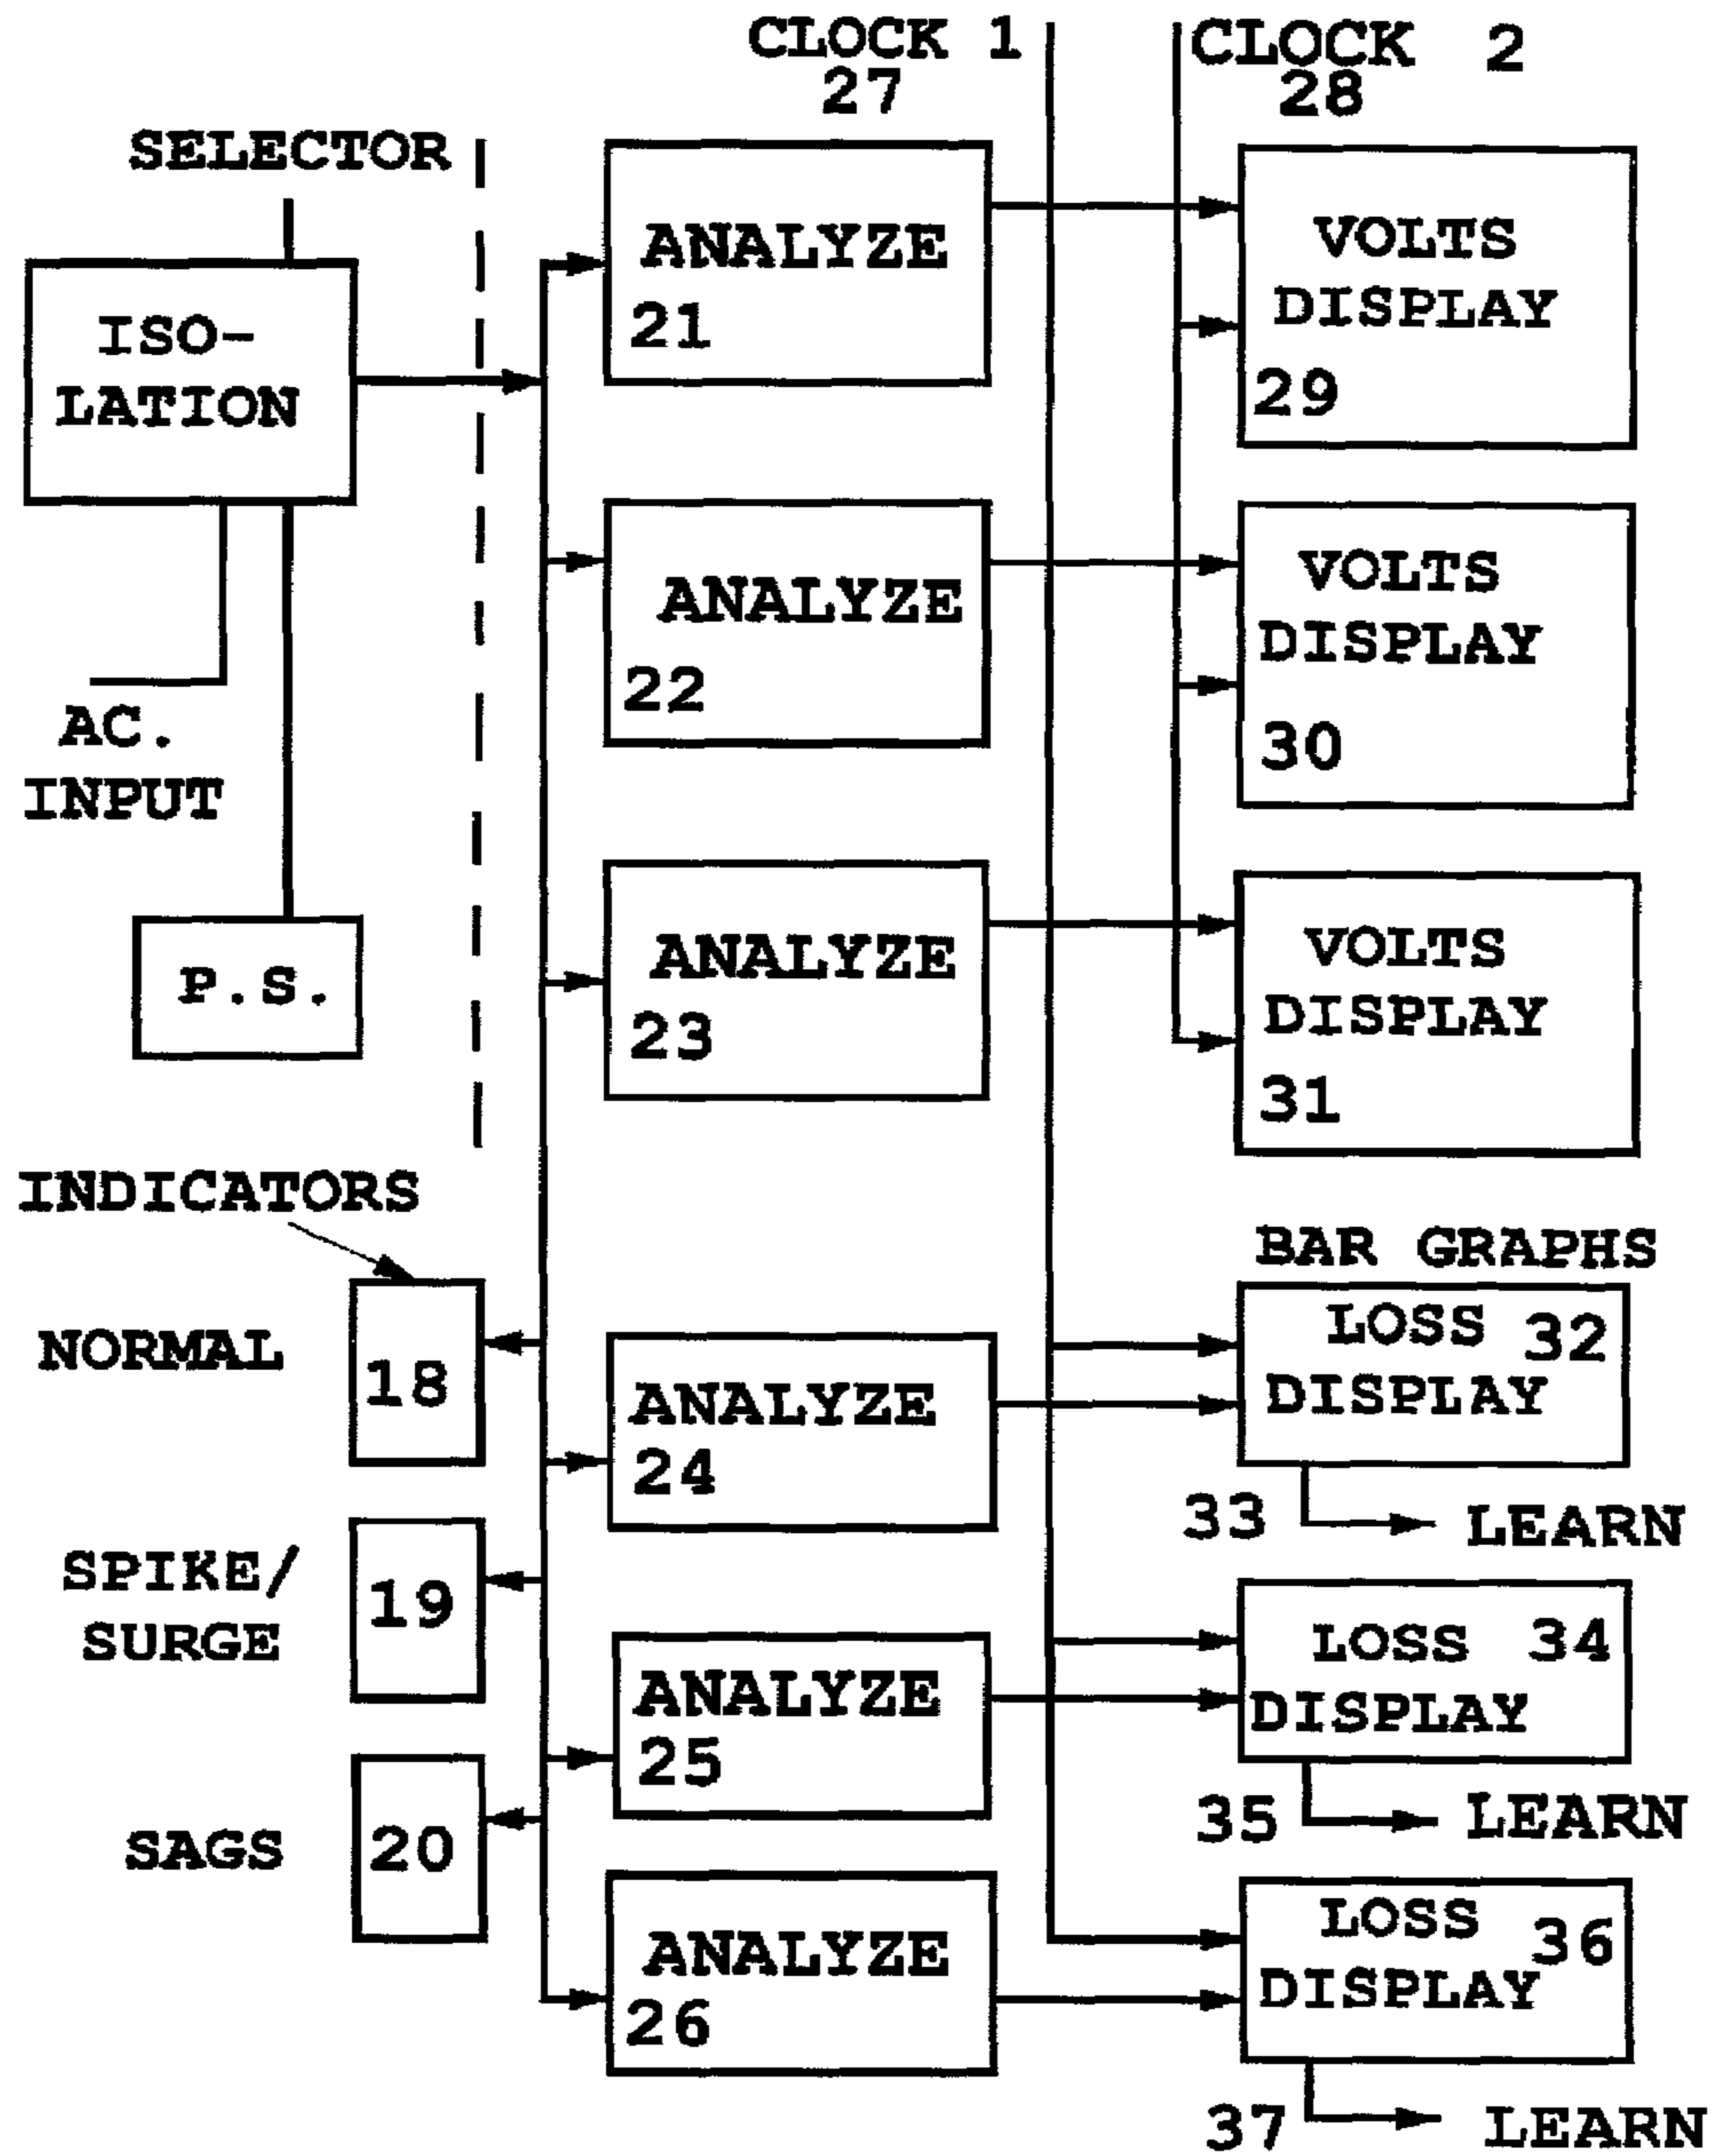 CLOCK 1
27
CLOCK 2
28
SELECTOR
ISO-
LATION
AC.
INPUT
P.S.
ANALYZE
21
ANALYZE
22
ANALYZE
23
VOLTS
DISPLAY
29
VOLTS
DISPLAY
30
VOLTS
DISPLAY
31
INDICATORS
NORMAL
18
SPIKE/
SURGE
19
SAGS
20
ANALYZE
24
ANALYZE
25
ANALYZE
26
BAR GRAPHS
LOSS 32
DISPLAY
33 LEARN
LOSS 34
DISPLAY
35 LEARN
LOSS 36
DISPLAY
37 LEARN